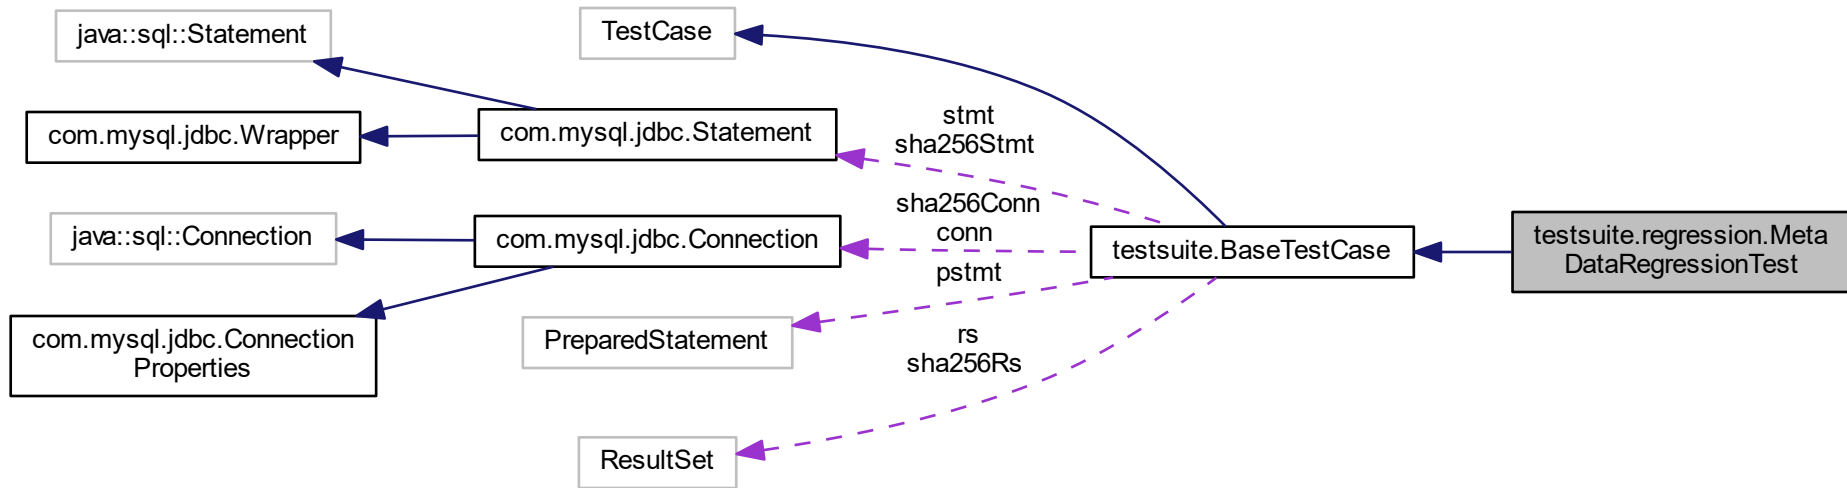 java::sql::Statement
TestCase
com.mysql.jdbc.Wrapper
com.mysql.jdbc.Statement
stmt
sha256Stmt
java::sql::Connection
com.mysql.jdbc.Connection
sha256Conn
conn
testsuite.BaseTestCase
testsuite.regression.Meta
DataRegressionTest
com.mysql.jdbc.Connection
Properties
PreparedStatement
pstmt
rs
sha256Rs
ResultSet